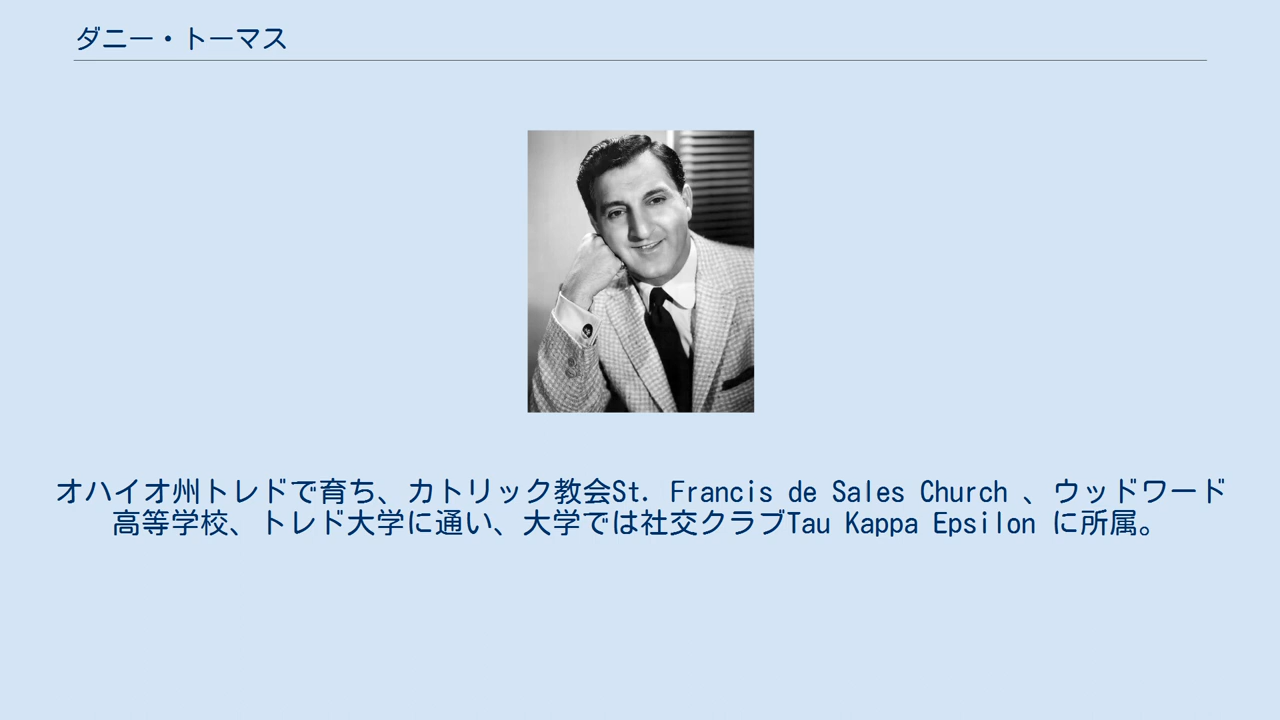 ダニー・トーマス
オハイオ州トレドで育ち、カトリック教会St. Francis de Sales Church 、ウッドワード
高等学校、トレド大学に通い、大学では社交クラブTau Kappa Epsilon に所属。